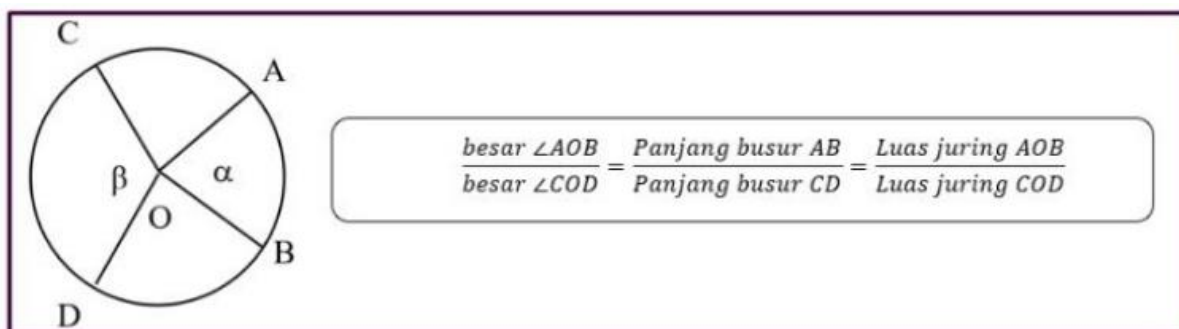 C
A
β
α
O
B
D
besar ∠AOB / besar ∠COD = Panjang busur AB / Panjang busur CD = Luas juring AOB / Luas juring COD